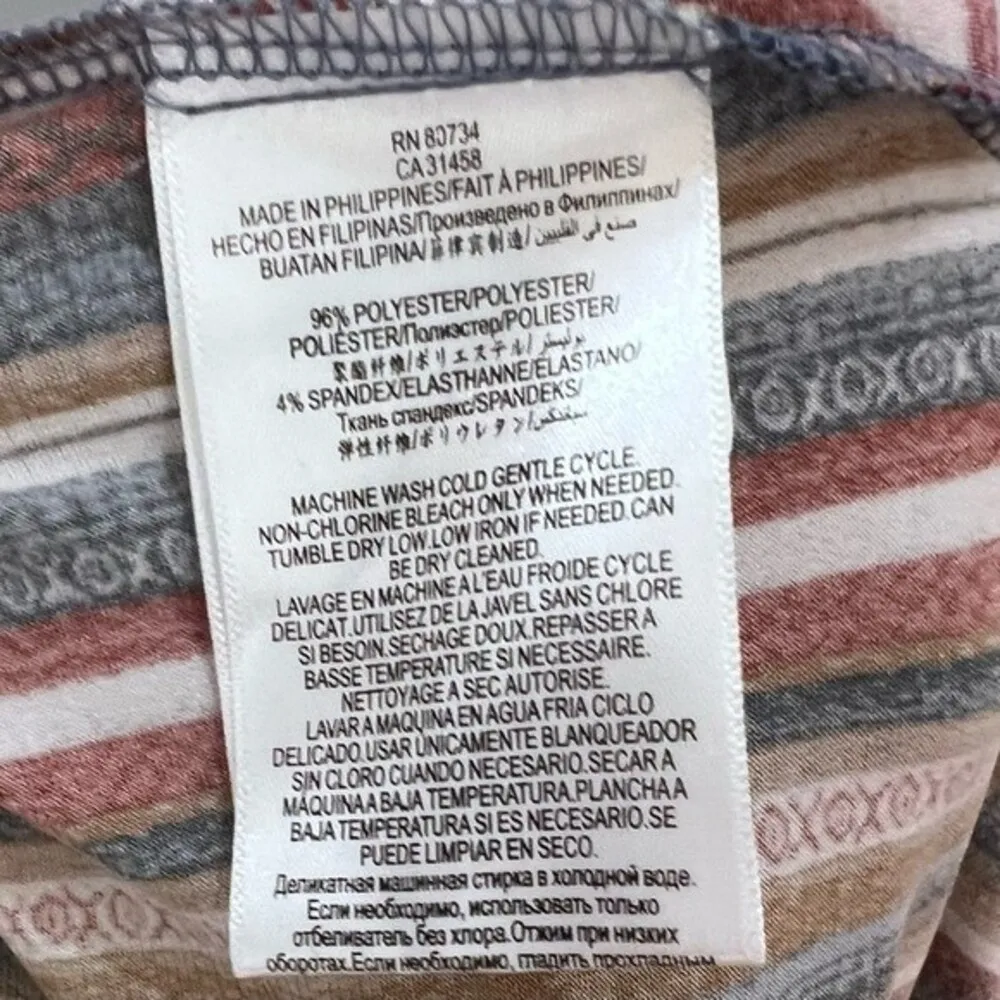 RN 80734
CA 31458
MADE IN PHILIPPINES/FAIT À PHILIPPINES/
HECHO EN FILIPINAS/Произведено в Филиппинах/
BUATAN FILIPINA/菲律宾制造/صنع في الفلبين
96% POLYESTER/POLYESTER/
POLIÉSTER/Полиэстер/POLIESTER/
聚酯纤维/ポリエステル/بوليستر
4% SPANDEX/ELASTHANNE/ELASTANO/
Ткань спандекс/SPANDEKS/
弹性纤维/ポリウレタン/سبانديكس
MACHINE WASH COLD GENTLE CYCLE.
NON-CHLORINE BLEACH ONLY WHEN NEEDED.
TUMBLE DRY LOW.LOW IRON IF NEEDED.CAN
BE DRY CLEANED.
LAVAGE EN MACHINE A L'EAU FROIDE CYCLE
DELICAT.UTILISEZ DE LA JAVEL SANS CHLORE
SI BESOIN.SECHAGE DOUX.REPASSER A
BASSE TEMPERATURE SI NECESSAIRE.
NETTOYAGE A SEC AUTORISE.
LAVAR A MAQUINA EN AGUA FRIA CICLO
DELICADO.USAR ÚNICAMENTE BLANQUEADOR
SIN CLORO CUANDO NECESARIO.SECAR A
MÁQUINA A BAJA TEMPERATURA.PLANCHA A
BAJA TEMPERATURA SI ES NECESARIO.SE
PUEDE LIMPIAR EN SECO.
Деликатная машинная стирка в холодной воде.
Если необходимо, использовать только
отбеливатель без хлора.Отжим при низких
оборотах.Если необходимо, гладить прохладным